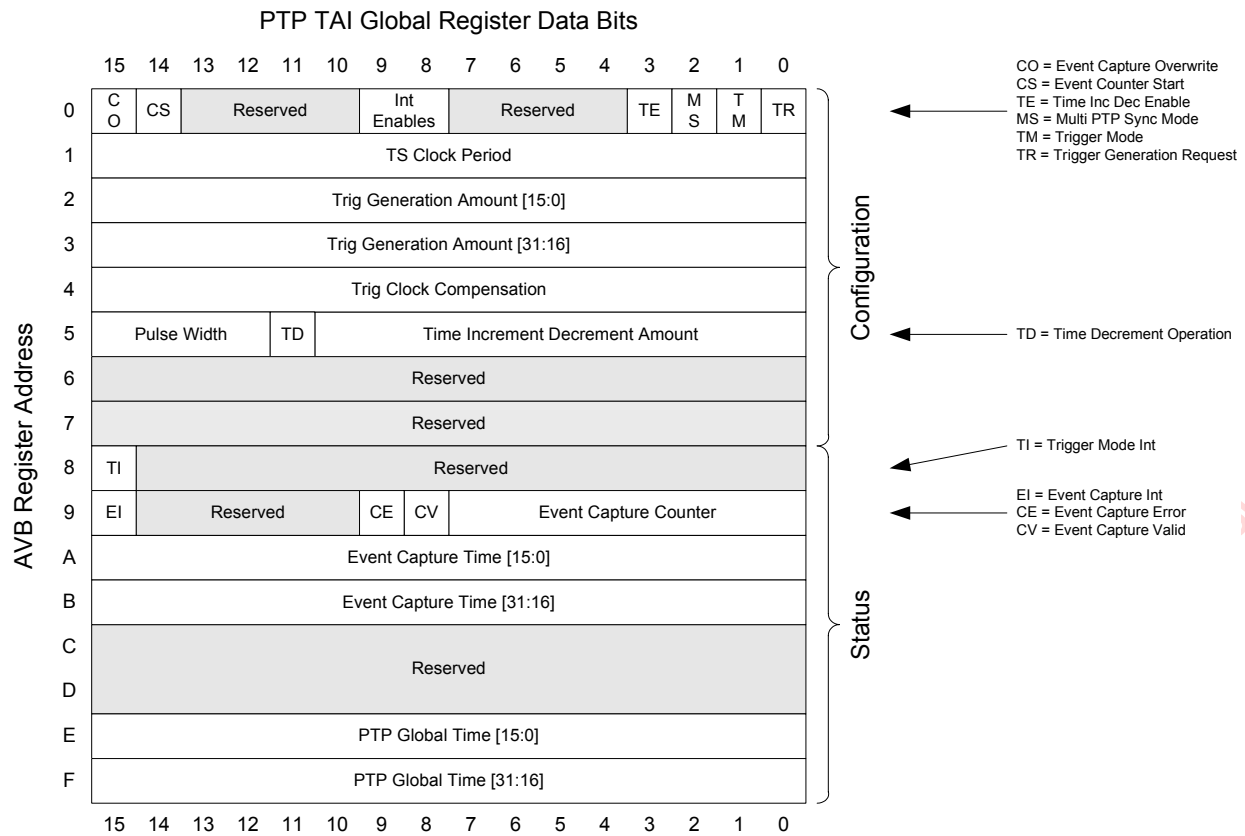 PTP TAI Global Register Data Bits
15 14 13 12 11 10 9 8 7 6 5 4 3 2 1 0
0 C O CS Reserved Int Enables Reserved TE M S T M TR
1 TS Clock Period
2 Trig Generation Amount [15:0]
3 Trig Generation Amount [31:16]
4 Trig Clock Compensation
5 Pulse Width TD Time Increment Decrement Amount
6 Reserved
7 Reserved
8 TI Reserved
9 EI Reserved CE CV Event Capture Counter
A Event Capture Time [15:0]
B Event Capture Time [31:16]
C
Reserved
D
E PTP Global Time [15:0]
F PTP Global Time [31:16]
15 14 13 12 11 10 9 8 7 6 5 4 3 2 1 0
AVB Register Address
Configuration
Status
CO = Event Capture Overwrite
CS = Event Counter Start
TE = Time Inc Dec Enable
MS = Multi PTP Sync Mode
TM = Trigger Mode
TR = Trigger Generation Request
TD = Time Decrement Operation
TI = Trigger Mode Int
EI = Event Capture Int
CE = Event Capture Error
CV = Event Capture Valid